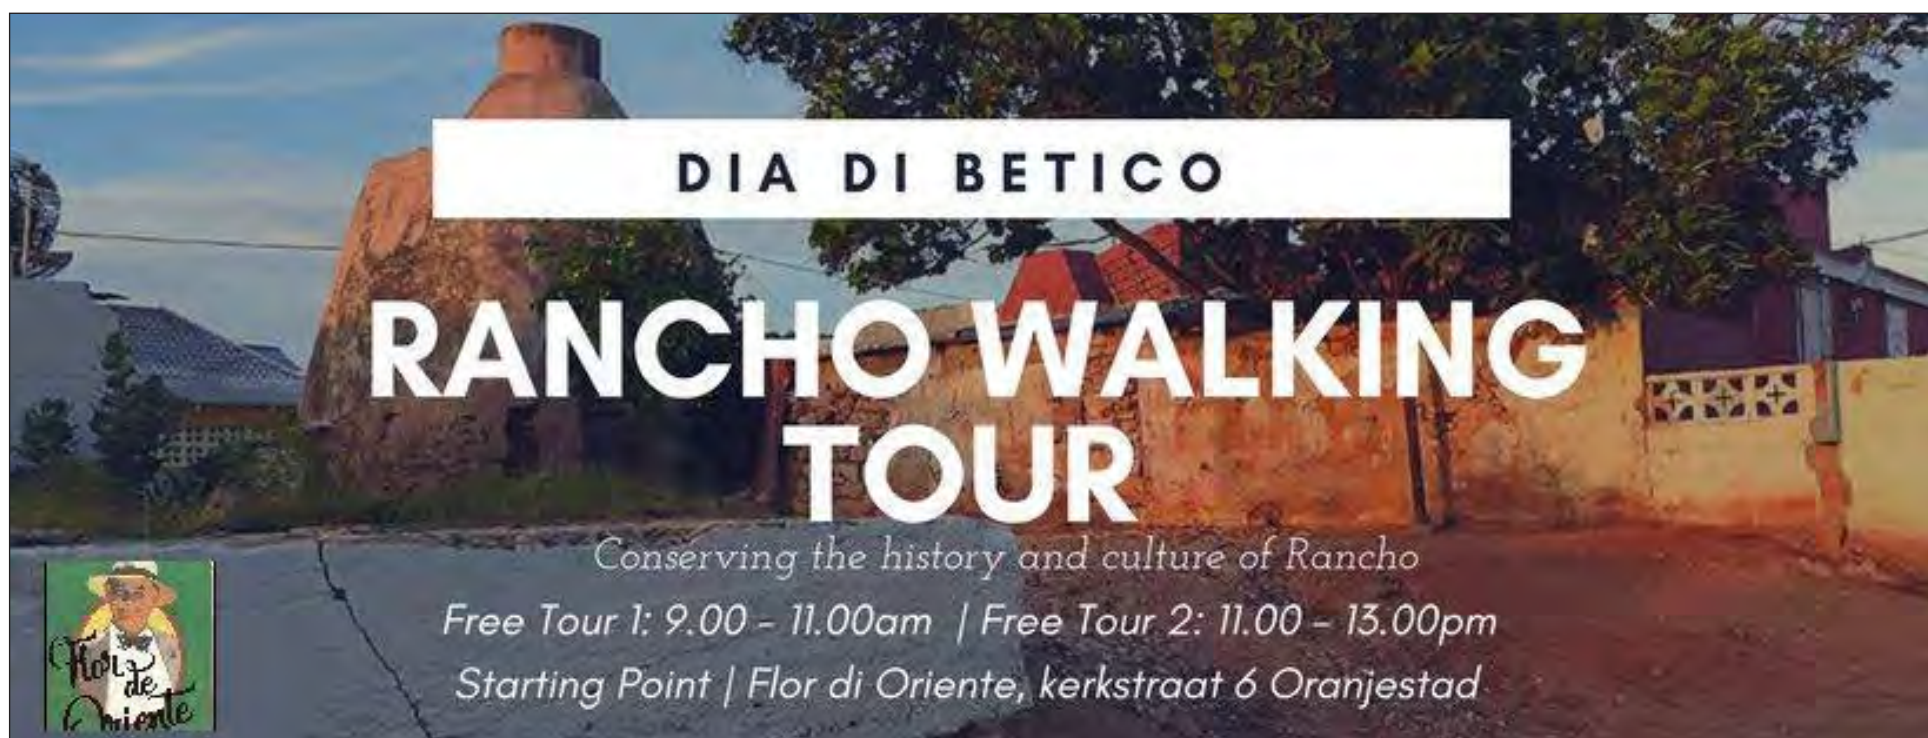 DIA DI BETICO
RANCHO WALKING
TOUR
Conserving the history and culture of Rancho
Free Tour 1: 9.00 - 11.00am | Free Tour 2: 11.00 - 13.00pm
Starting Point | Flor di Oriente, kerkstraat 6 Oranjestad
Flor
de
Oriente